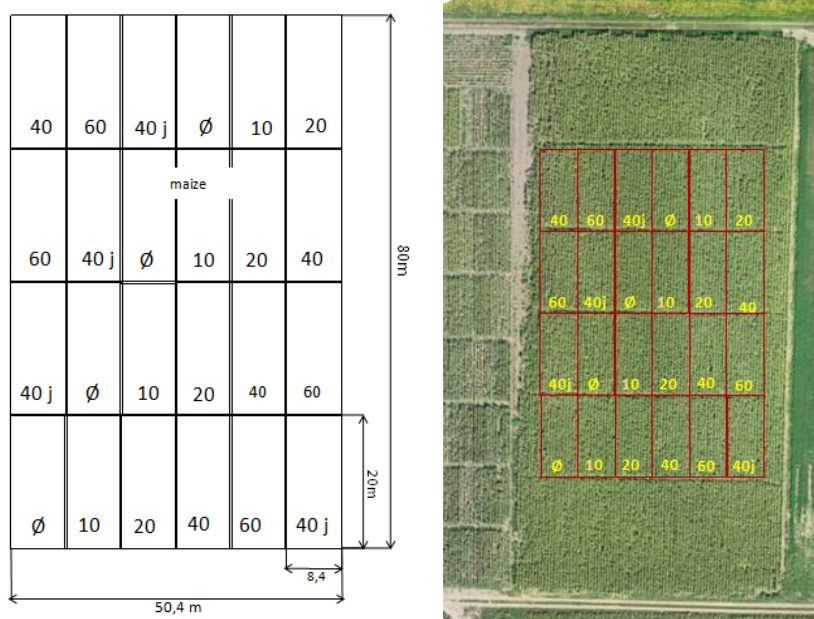 40 60 40 j Ø 10 20
maize
60 40 j Ø 10 20 40
40 j Ø 10 20 40 60
Ø 10 20 40 60 40 j
80m
20m
8,4
50,4 m
40 60 40j Ø 10 20
60 40j Ø 10 20 40
40j Ø 10 20 40 60
Ø 10 20 40 60 40j